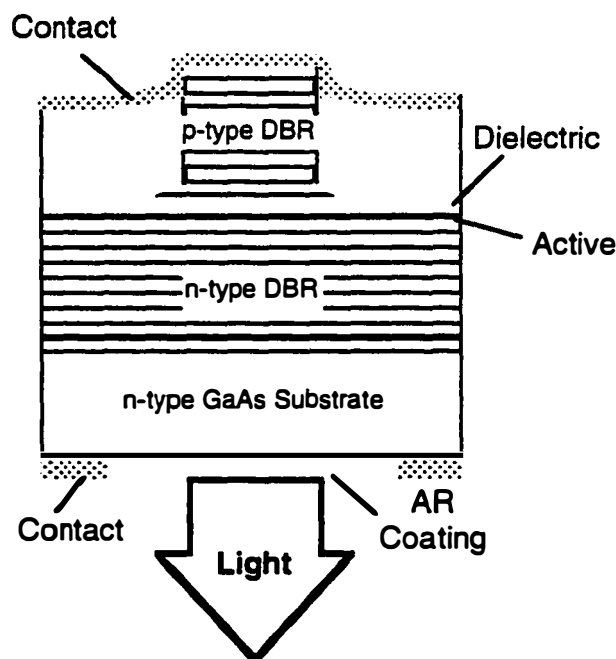 Contact
p-type DBR
Dielectric
Active
n-type DBR
n-type GaAs Substrate
Contact
AR
Coating
Light